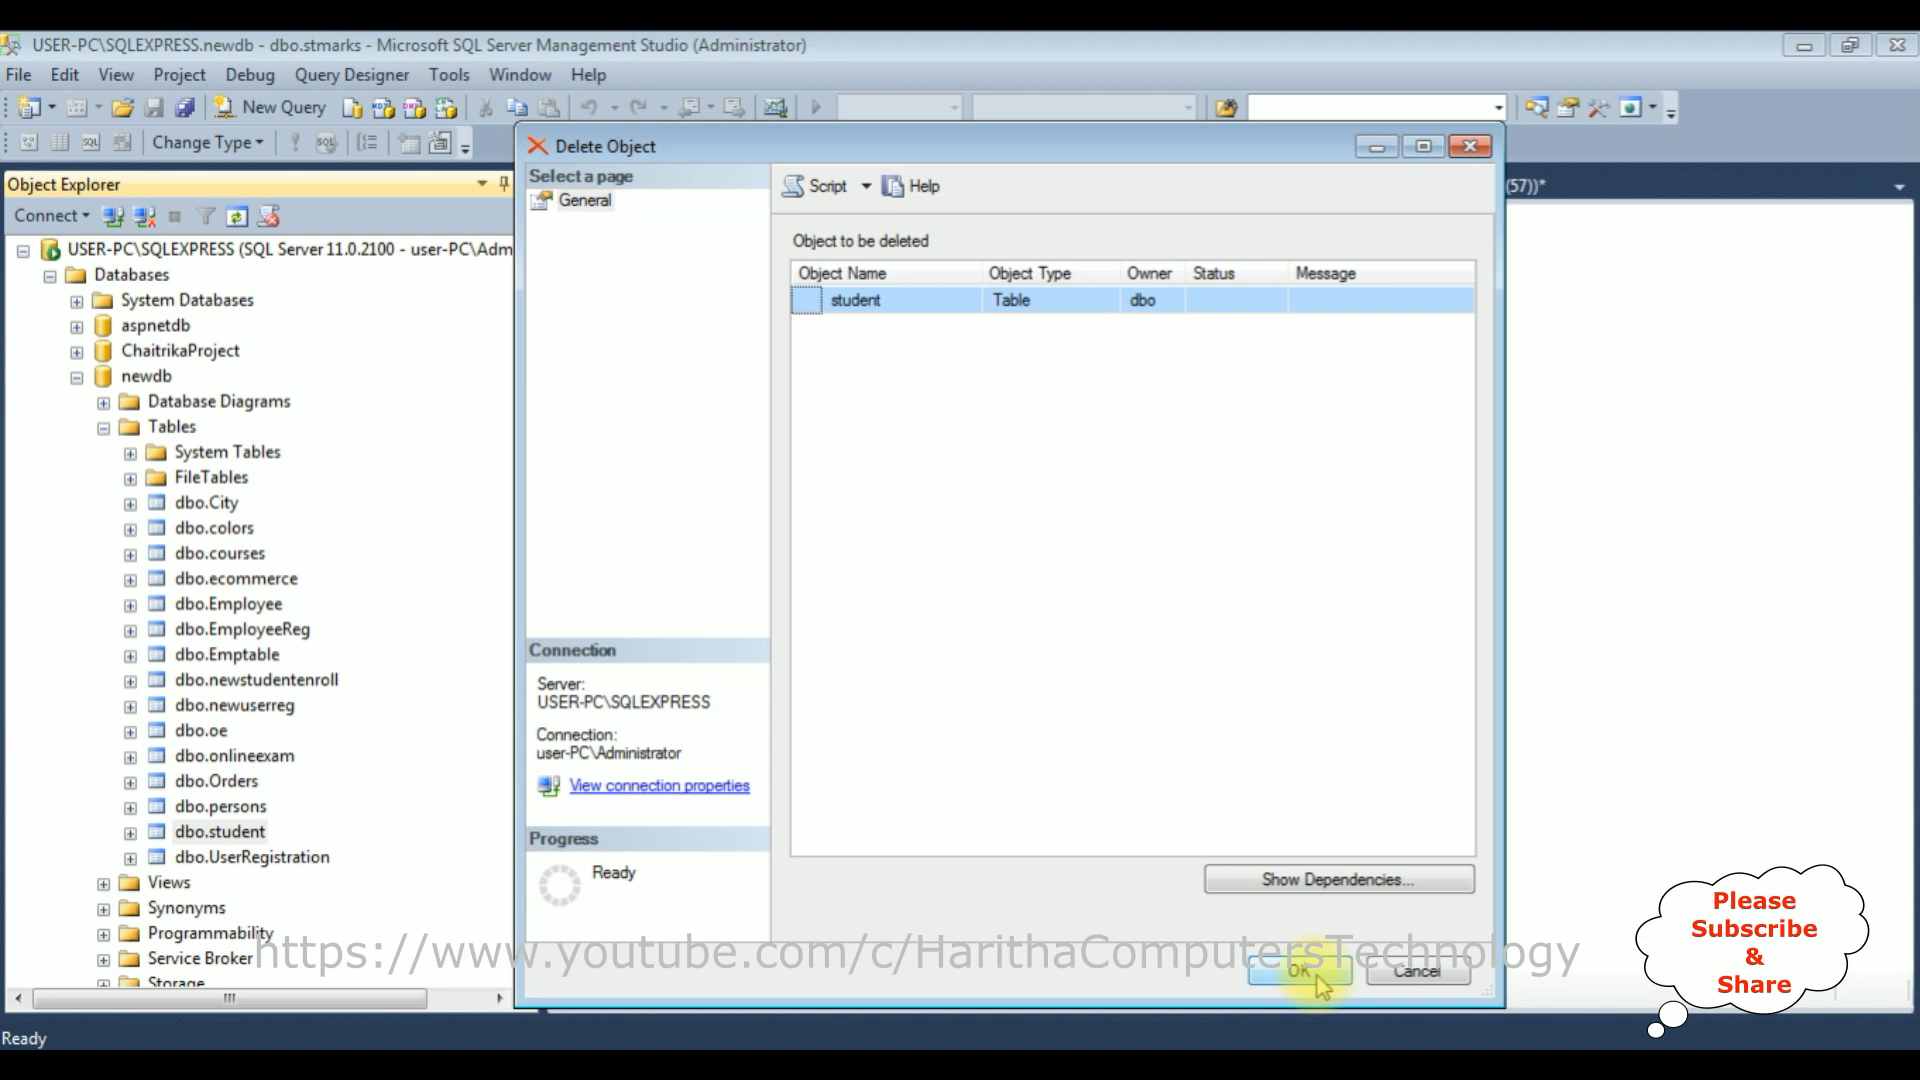 USER-PC\SQLEXPRESS.newdb - dbo.stmarks - Microsoft SQL Server Management Studio (Administrator)
File Edit View Project Debug Query Designer Tools Window Help
New Query
Change Type
Object Explorer
Connect
USER-PC\SQLEXPRESS (SQL Server 11.0.2100 - user-PC\Adm
Databases
System Databases
aspnetdb
ChaitrikaProject
newdb
Database Diagrams
Tables
System Tables
FileTables
dbo.City
dbo.colors
dbo.courses
dbo.ecommerce
dbo.Employee
dbo.EmployeeReg
dbo.Emptable
dbo.newstudentenroll
dbo.newuserreg
dbo.oe
dbo.onlineexam
dbo.Orders
dbo.persons
dbo.student
dbo.UserRegistration
Views
Synonyms
Programmability
Service Broker
Storage
Ready
Delete Object
Select a page
General
Connection
Server:
USER-PC\SQLEXPRESS
Connection:
user-PC\Administrator
View connection properties
Progress
Ready
Script Help
Object to be deleted
Object Name Object Type Owner Status Message
student Table dbo
Show Dependencies...
OK Cancel
(57))*
https://www.youtube.com/c/HarithaComputersTechnology
Please
Subscribe
&
Share